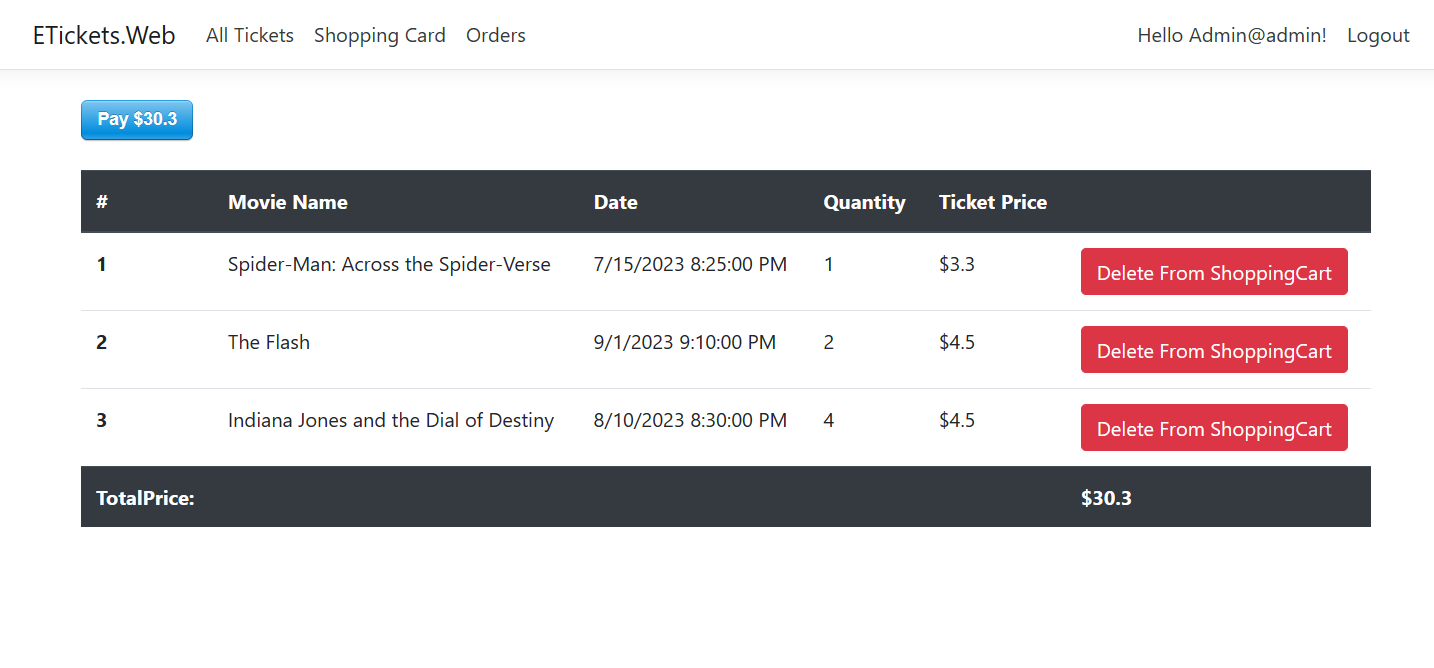 ETickets.Web All Tickets Shopping Card Orders Hello Admin@admin! Logout
Pay $30.3
# Movie Name Date Quantity Ticket Price
1 Spider-Man: Across the Spider-Verse 7/15/2023 8:25:00 PM 1 $3.3 Delete From ShoppingCart
2 The Flash 9/1/2023 9:10:00 PM 2 $4.5 Delete From ShoppingCart
3 Indiana Jones and the Dial of Destiny 8/10/2023 8:30:00 PM 4 $4.5 Delete From ShoppingCart
TotalPrice: $30.3